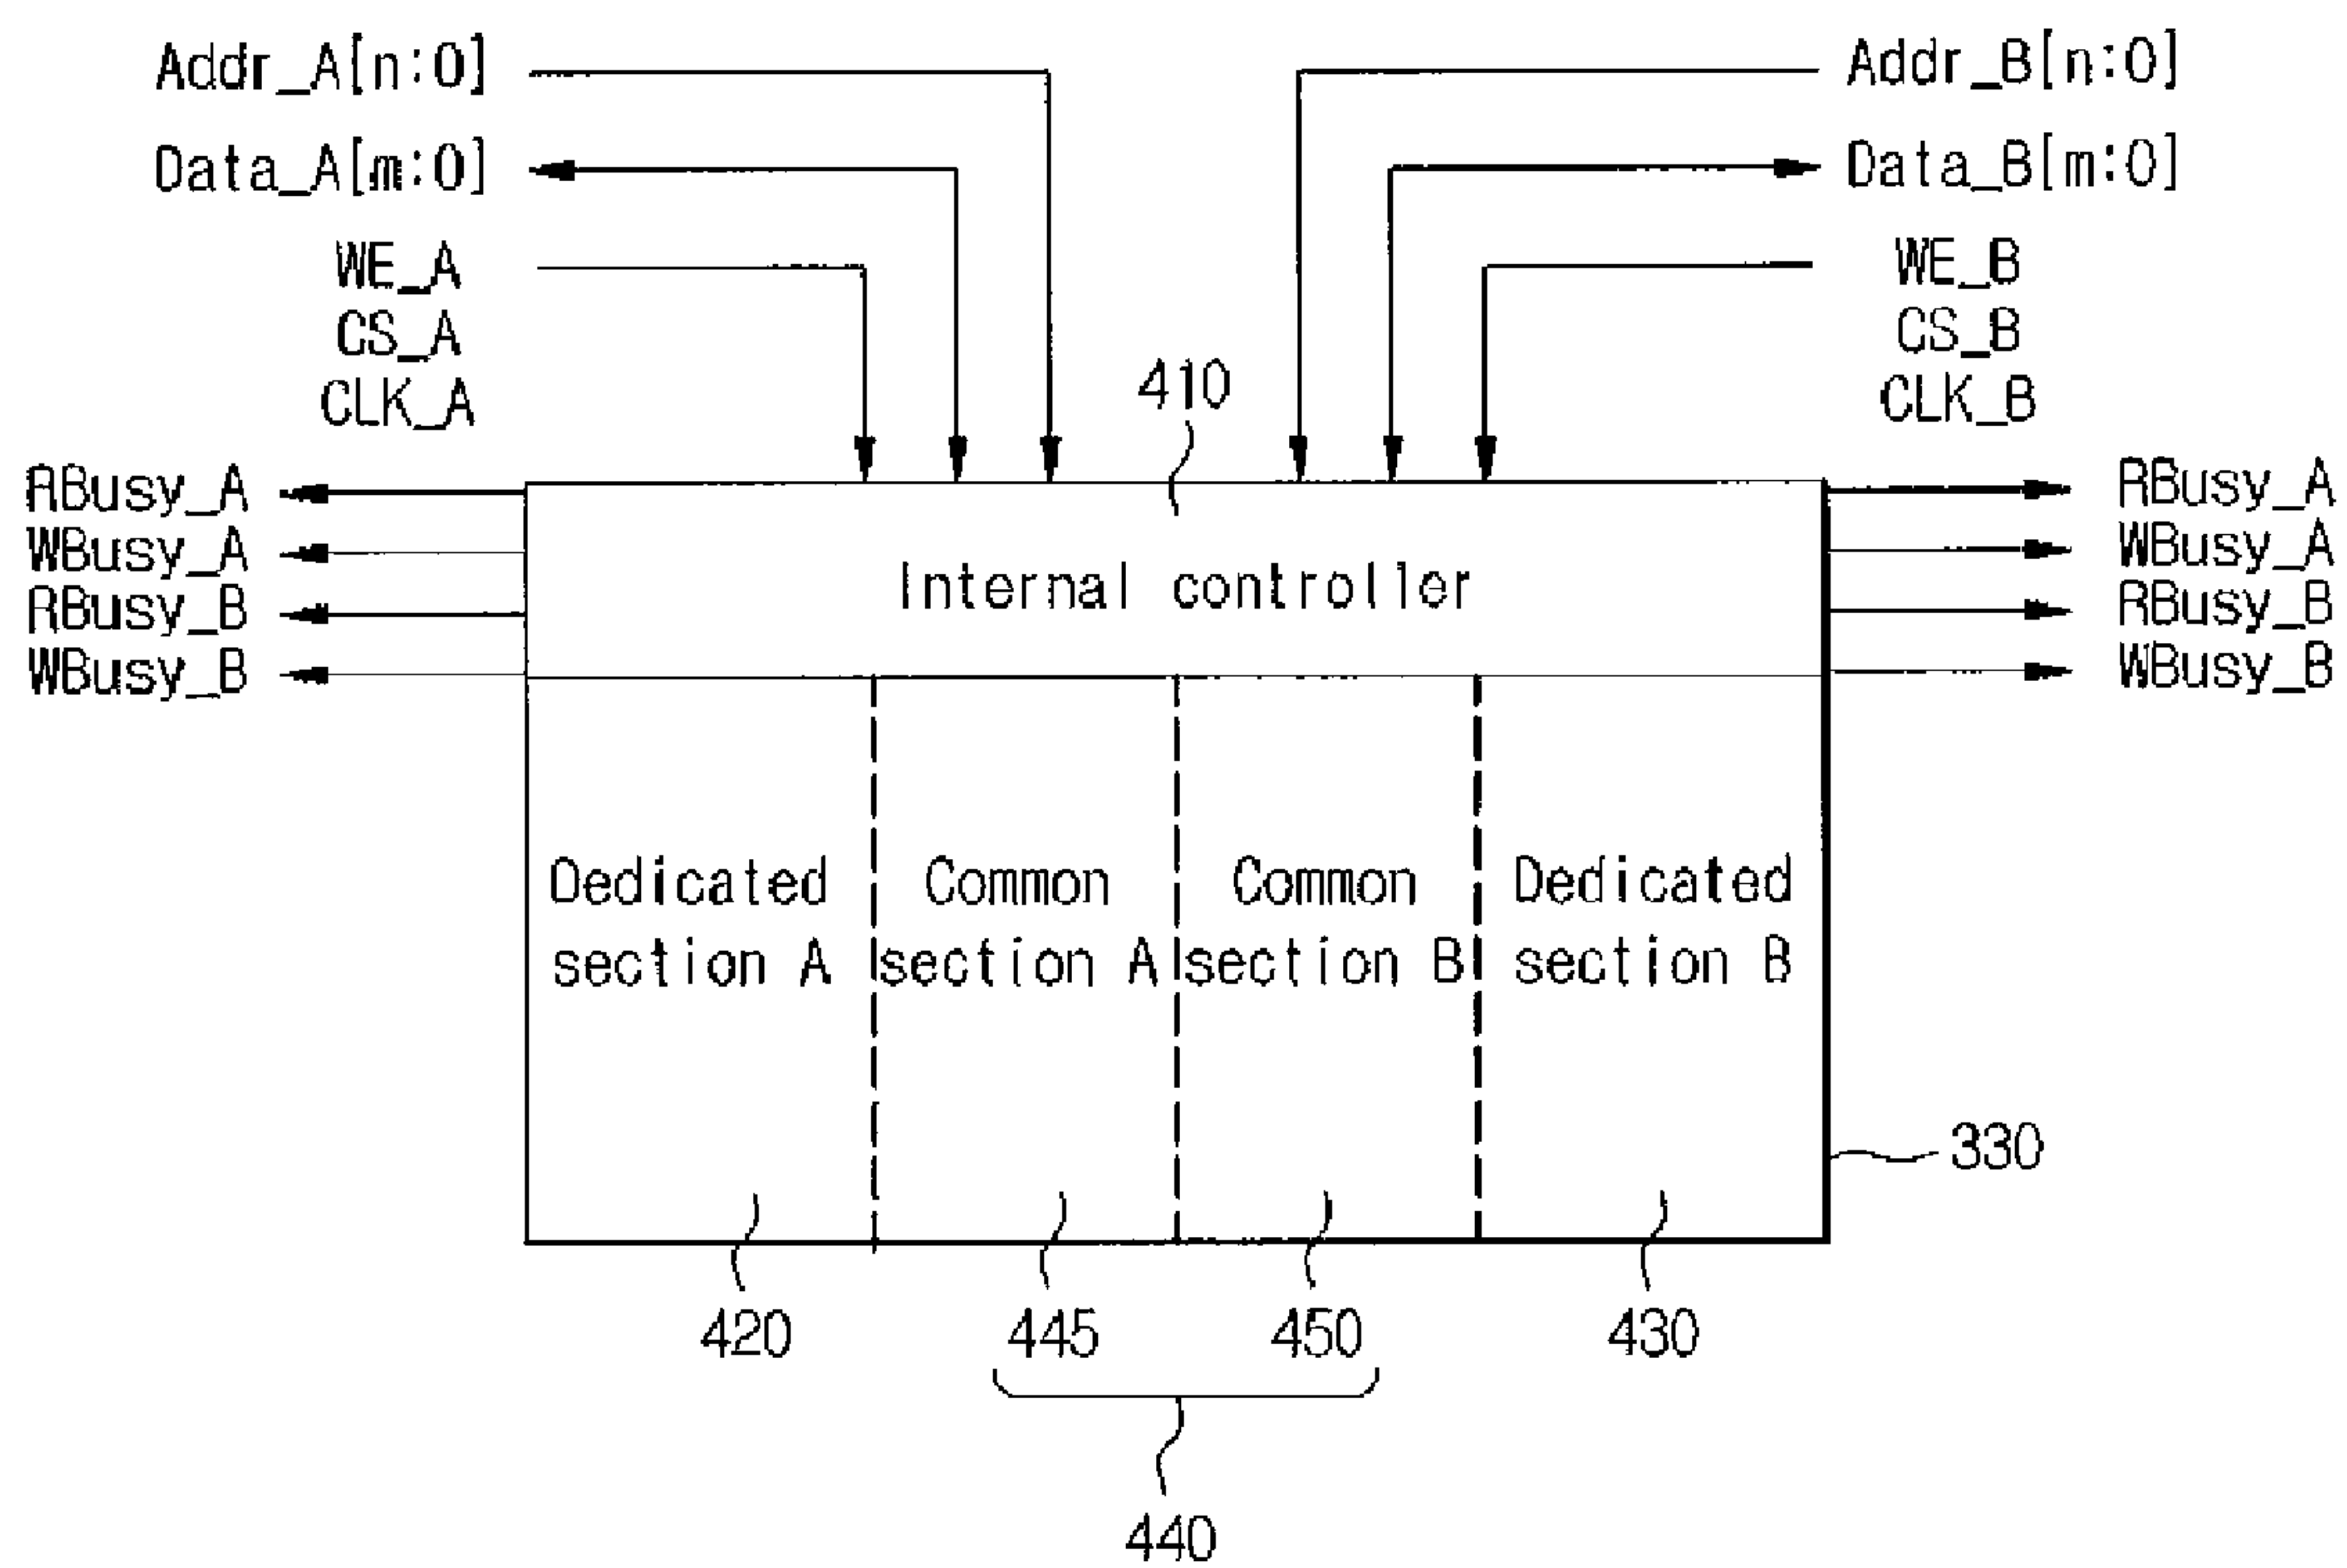 Addr_A[n:0]
Addr_B[n:0]
Data_A[m:0]
Data_B[m:0]
WE_A
WE_B
CS_A
CS_B
CLK_A
CLK_B
410
RBusy_A
RBusy_A
WBusy_A
WBusy_A
Internal controller
RBusy_B
RBusy_B
WBusy_B
WBusy_B
Dedicated
section A
Common
section A
Common
section B
Dedicated
section B
330
420
445
450
430
440